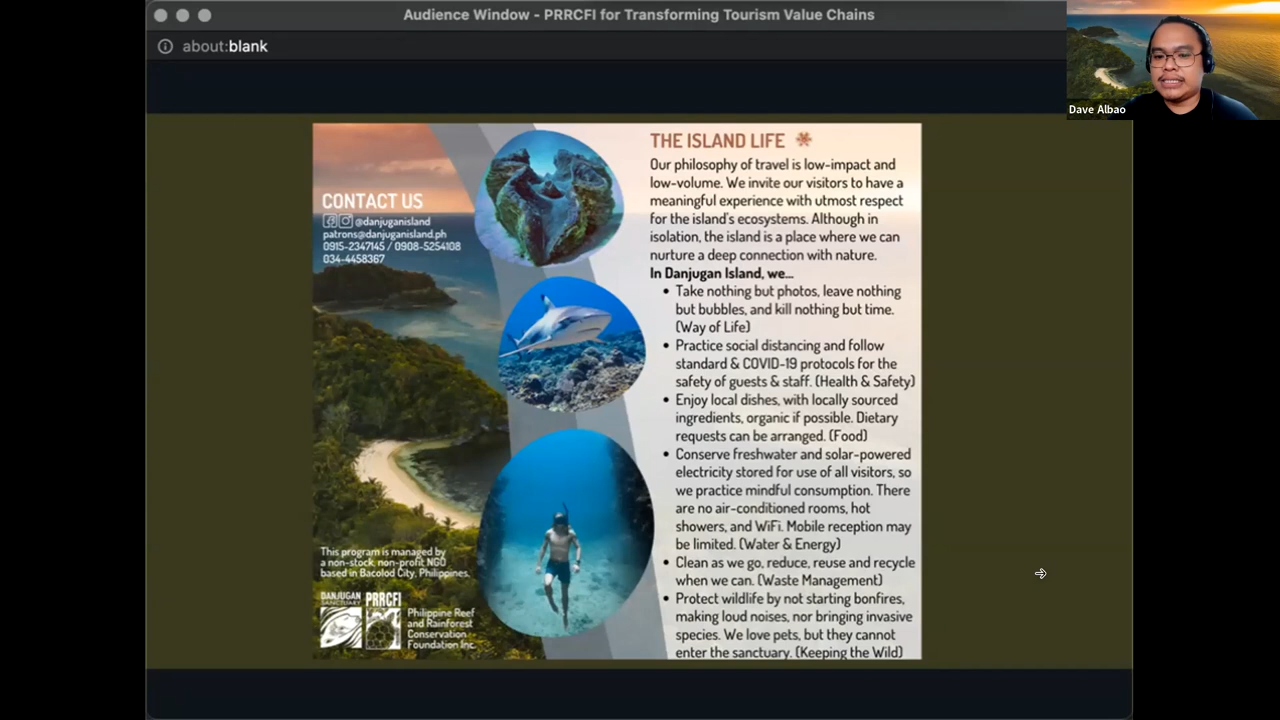 Audience Window - PRRCFI for Transforming Tourism Value Chains
about:blank
Dave Albao
CONTACT US
@danjuganisland
patrons@danjuganisland.ph
0915-2347145 / 0908-5254108
034-4458367
This program is managed by
a non-stock, non-profit NGO
based in Bacolod City, Philippines.
DANJUGAN
SANCTUARY
PRRCFI
Philippine Reef
and Rainforest
Conservation
Foundation Inc.
THE ISLAND LIFE
Our philosophy of travel is low-impact and
low-volume. We invite our visitors to have a
meaningful experience with utmost respect
for the island's ecosystems. Although in
isolation, the island is a place where we can
nurture a deep connection with nature.
In Danjugan Island, we...
• Take nothing but photos, leave nothing
but bubbles, and kill nothing but time.
(Way of Life)
• Practice social distancing and follow
standard & COVID-19 protocols for the
safety of guests & staff. (Health & Safety)
• Enjoy local dishes, with locally sourced
ingredients, organic if possible. Dietary
requests can be arranged. (Food)
• Conserve freshwater and solar-powered
electricity stored for use of all visitors, so
we practice mindful consumption. There
are no air-conditioned rooms, hot
showers, and WiFi. Mobile reception may
be limited. (Water & Energy)
• Clean as we go, reduce, reuse and recycle
when we can. (Waste Management)
• Protect wildlife by not starting bonfires,
making loud noises, nor bringing invasive
species. We love pets, but they cannot
enter the sanctuary. (Keeping the Wild)